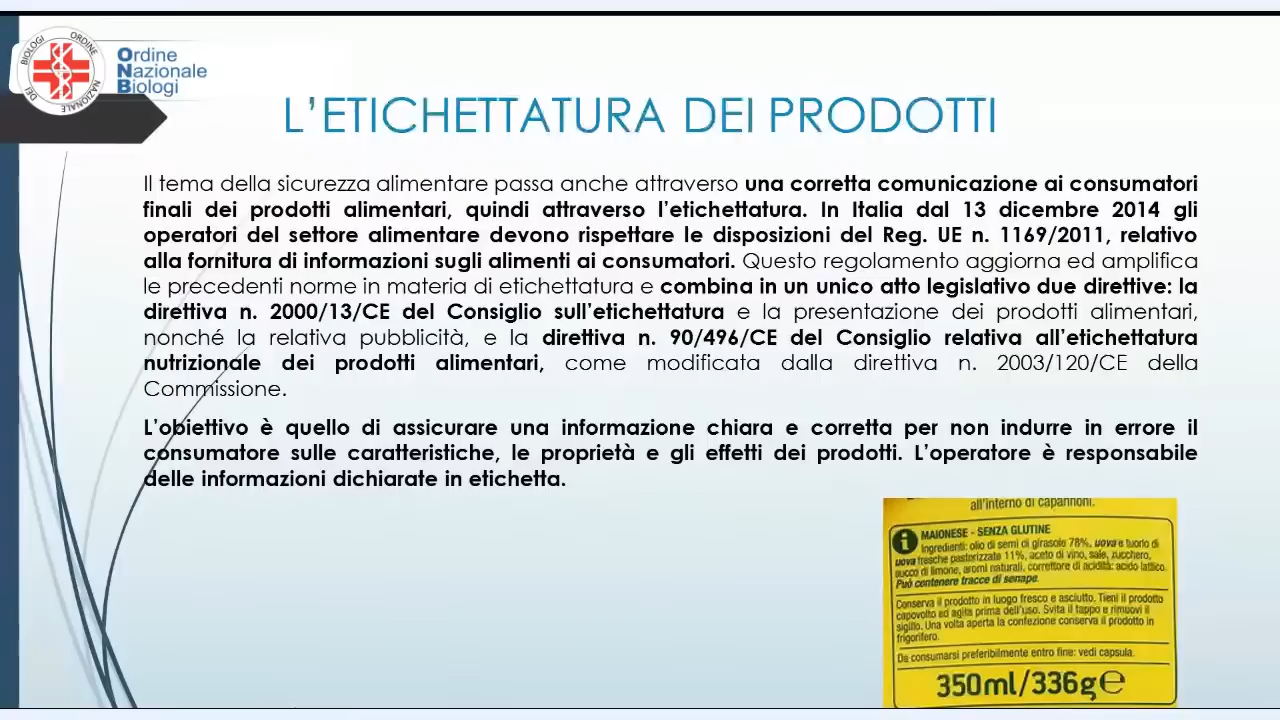 ORDINE NAZIONALE DEI BIOLOGI
Ordine
Nazionale
Biologi
L’ETICHETTATURA DEI PRODOTTI
Il tema della sicurezza alimentare passa anche attraverso una corretta comunicazione ai consumatori
finali dei prodotti alimentari, quindi attraverso l’etichettatura. In Italia dal 13 dicembre 2014 gli
operatori del settore alimentare devono rispettare le disposizioni del Reg. UE n. 1169/2011, relativo
alla fornitura di informazioni sugli alimenti ai consumatori. Questo regolamento aggiorna ed amplifica
le precedenti norme in materia di etichettatura e combina in un unico atto legislativo due direttive: la
direttiva n. 2000/13/CE del Consiglio sull’etichettatura e la presentazione dei prodotti alimentari,
nonché la relativa pubblicità, e la direttiva n. 90/496/CE del Consiglio relativa all’etichettatura
nutrizionale dei prodotti alimentari, come modificata dalla direttiva n. 2003/120/CE della
Commissione.
L’obiettivo è quello di assicurare una informazione chiara e corretta per non indurre in errore il
consumatore sulle caratteristiche, le proprietà e gli effetti dei prodotti. L’operatore è responsabile
delle informazioni dichiarate in etichetta.
all'interno di capannoni.
MAIONESE - SENZA GLUTINE
Ingredienti: olio di semi di girasole 78%, uova e tuorlo di
uova fresche pastorizzate 11%, aceto di vino, sale, zucchero,
succo di limone, aromi naturali, correttore di acidità: acido lattico.
Può contenere tracce di senape.
Conserva il prodotto in luogo fresco e asciutto. Tieni il prodotto
capovolto ed agita prima dell'uso. Svita il tappo e rimuovi il
sigillo. Una volta aperta la confezione conserva il prodotto in
frigorifero.
Da consumarsi preferibilmente entro fine: vedi capsula.
350ml/336g℮